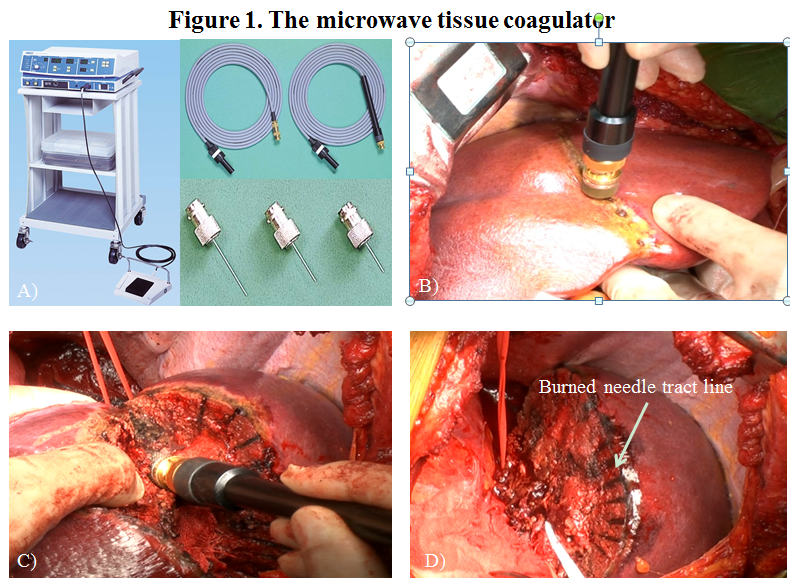 Figure 1. The microwave tissue coagulator
A)
B)
C)
Burned needle tract line
D)